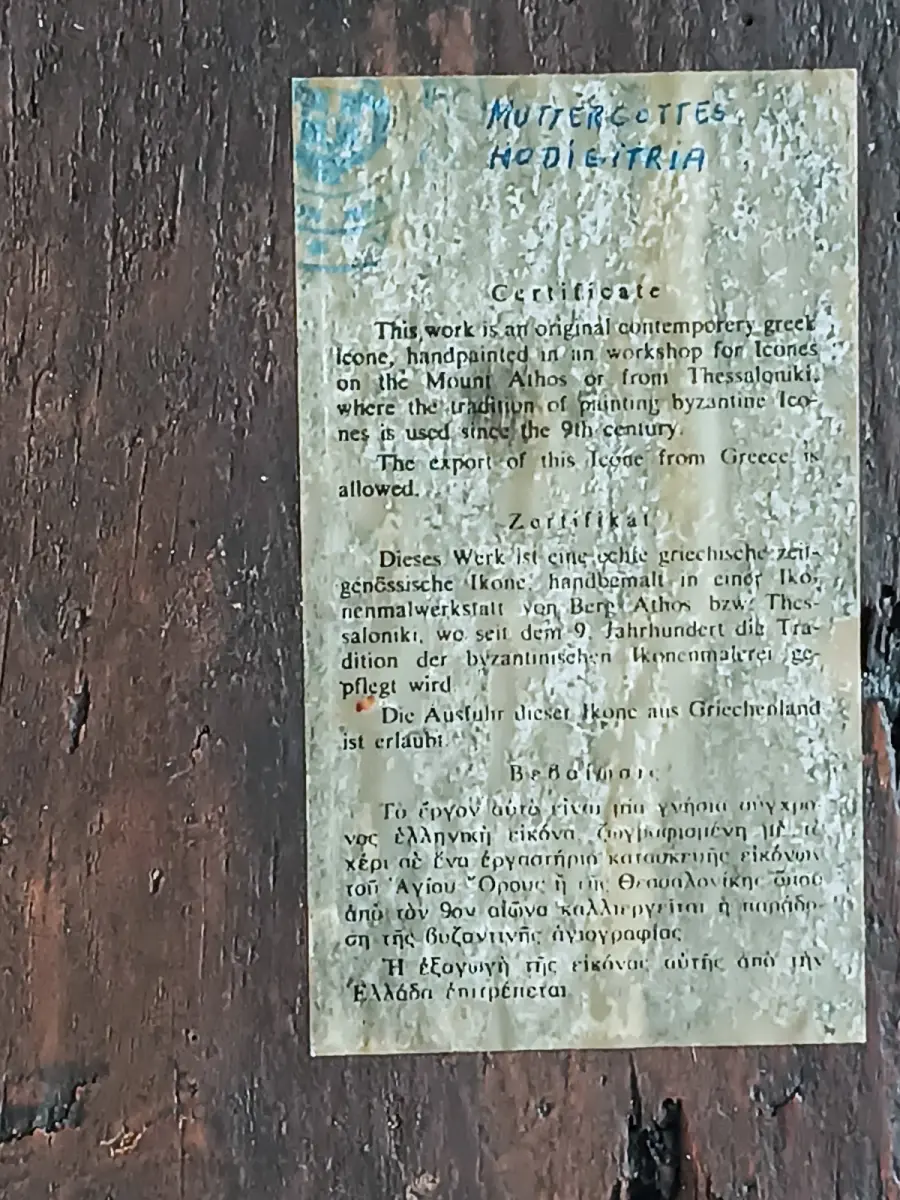 MUTTERGOTTES
HODIGITRIA
Certificate
This work is an original contemporery greek
Icone, handpainted in an workshop for Icones
on the Mount Athos or from Thessaloniki,
where the tradition of painting byzantine Ico-
nes is used since the 9th century.
The export of this Icone from Greece is
allowed.
Zertifikat
Dieses Werk ist eine echte griechische zeit-
genössische Ikone, handbemalt in einer Iko-
nenmalwerkstatt von Berg Athos bzw. Thes-
saloniki, wo seit dem 9. Jahrhundert die Tra-
dition der byzantinischen Ikonenmalerei ge-
pflegt wird
Die Ausfuhr dieser Ikone aus Griechenland
ist erlaubt.
Βεβαίωσις
Τὸ ἔργον αὐτὸ εἶναι μία γνήσια σύγχρο-
νος ἑλληνικὴ εἰκόνα, ζωγραφισμένη μὲ τὸ
χέρι σὲ ἕνα ἐργαστήριο κατασκευῆς εἰκόνων
τοῦ Ἁγίου Ὄρους ἢ τῆς Θεσσαλονίκης ὅπου
ἀπὸ τὸν 9ον αἰῶνα καλλιεργεῖται ἡ παράδο-
ση τῆς βυζαντινῆς ἁγιογραφίας
Ἡ ἐξαγωγὴ τῆς εἰκόνας αὐτῆς ἀπὸ τὴν
Ἑλλάδα ἐπιτρέπεται